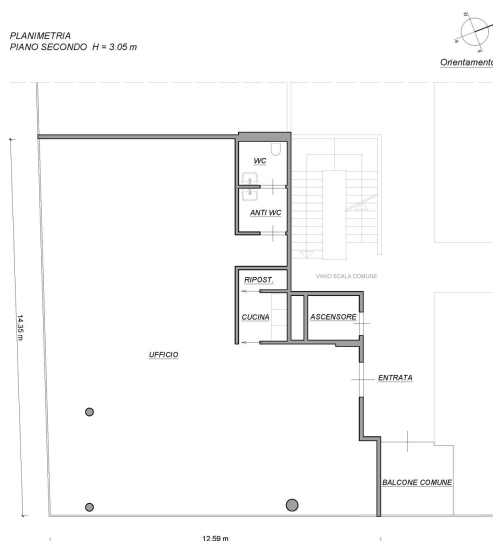 PLANIMETRIA
PIANO SECONDO H = 3.05 m
Orientamento
WC
ANTI WC
VANO SCALA COMUNE
RIPOST.
CUCINA
ASCENSORE
14.35 m
UFFICIO
ENTRATA
BALCONE COMUNE
12.59 m